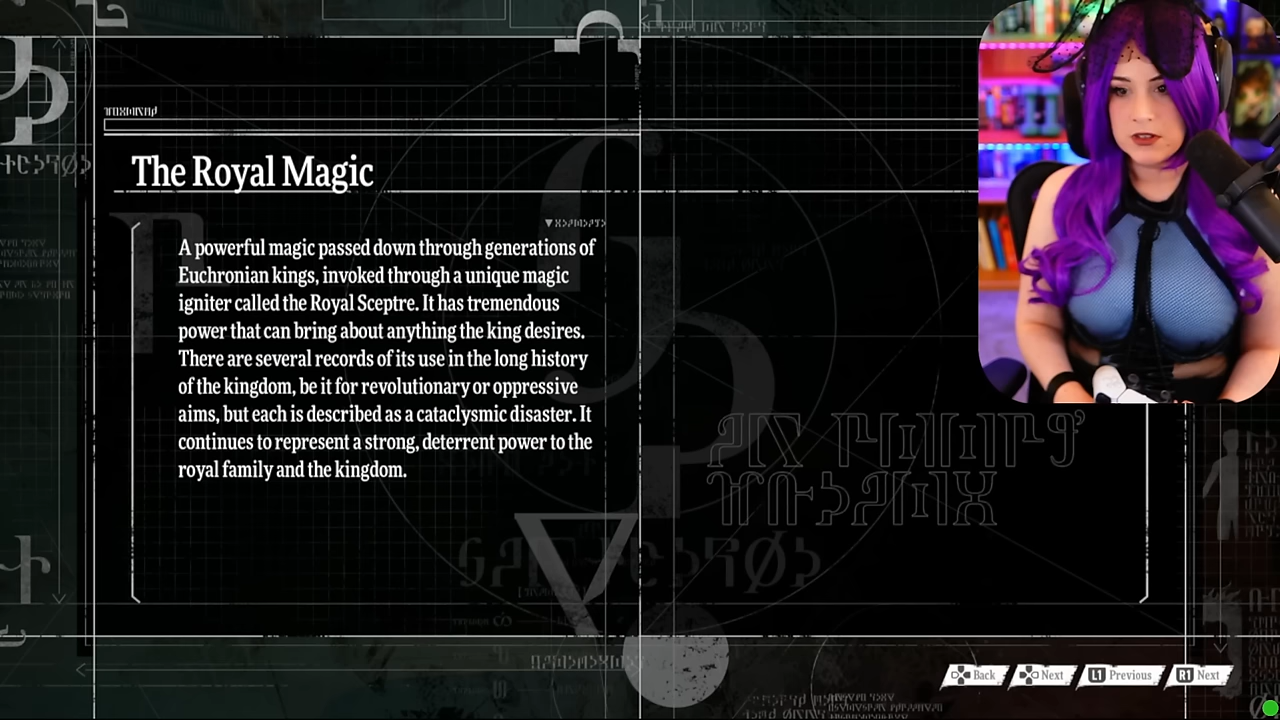 The Royal Magic
A powerful magic passed down through generations of
Euchronian kings, invoked through a unique magic
igniter called the Royal Sceptre. It has tremendous
power that can bring about anything the king desires.
There are several records of its use in the long history
of the kingdom, be it for revolutionary or oppressive
aims, but each is described as a cataclysmic disaster. It
continues to represent a strong, deterrent power to the
royal family and the kingdom.
Back Next L1 Previous R1 Next